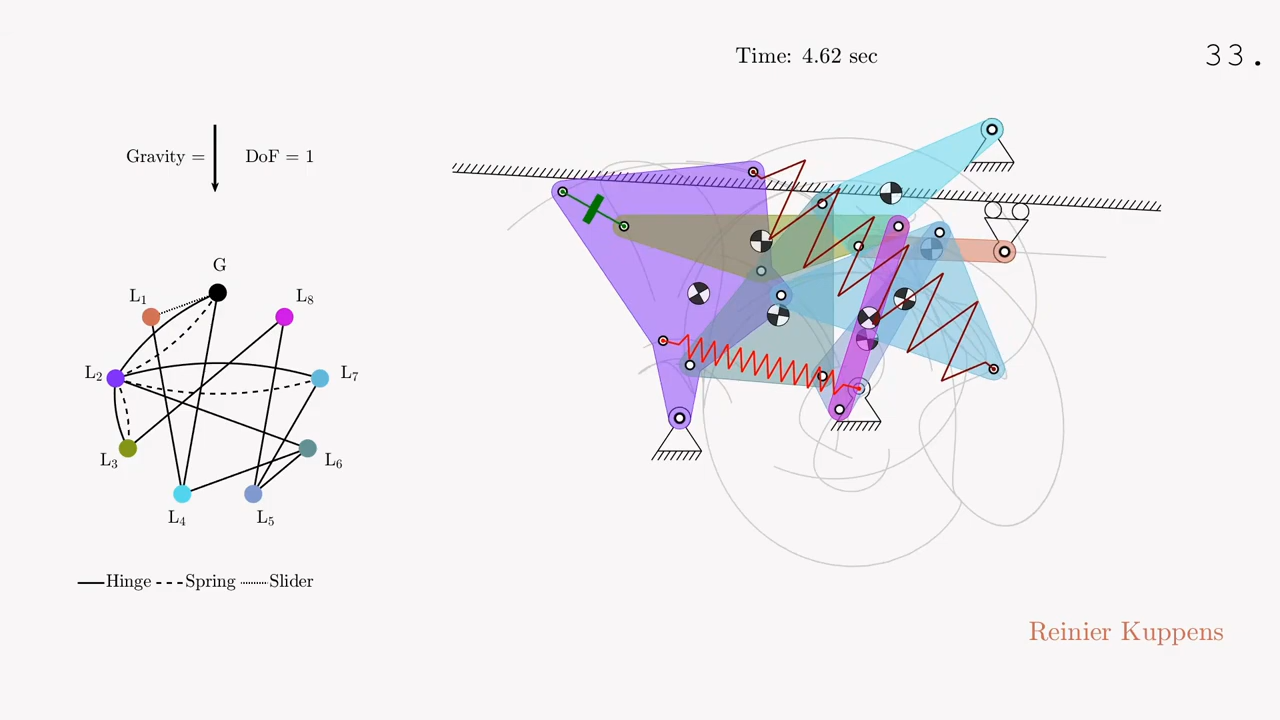 Time: 4.62 sec
33.
Gravity =
DoF = 1
G
L1
L8
L2
L7
L3
L6
L4
L5
Hinge
Spring
Slider
Reinier Kuppens